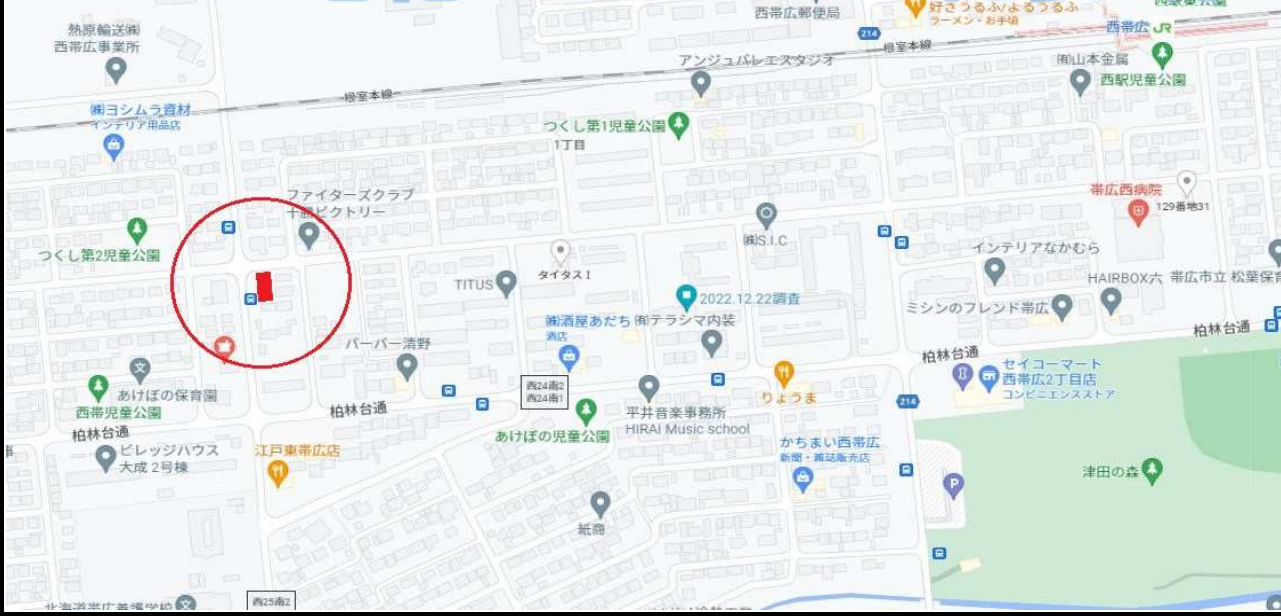 西帯広郵便局
好きうるふ/よるうるふ
ラーメン・お手頃
熱原輸送㈱
西帯広事業所
214
西帯広 JR
根室本線
アンジュバレエスタジオ
㈲山本金属
西駅児童公園
根室本線
㈱ヨシムラ資材
インテリア用品店
つくし第1児童公園
1丁目
ファイターズクラブ
十勝ビクトリー
帯広西病院
129番地31
つくし第2児童公園
㈱S.I.C
インテリアなかむら
タイタス I
TITUS
HAIRBOX六
帯広市立 松葉保育
2022.12.22調査
ミシンのフレンド帯広
㈱酒屋あだち
酒店
㈲テラシマ内装
柏林台通
バーバー清野
柏林台通
セイコーマート
西帯広2丁目店
コンビニエンスストア
西24南2
西24南1
りょうま
214
あけぼの保育園
西帯児童公園
柏林台通
平井音楽事務所
HIRAI Music school
あけぼの児童公園
柏林台通
ビレッジハウス
大成 2号棟
江戸東帯広店
かちまい西帯広
新聞・雑誌販売店
津田の森
P
紙商
西25南2
北海道帯広養護学校